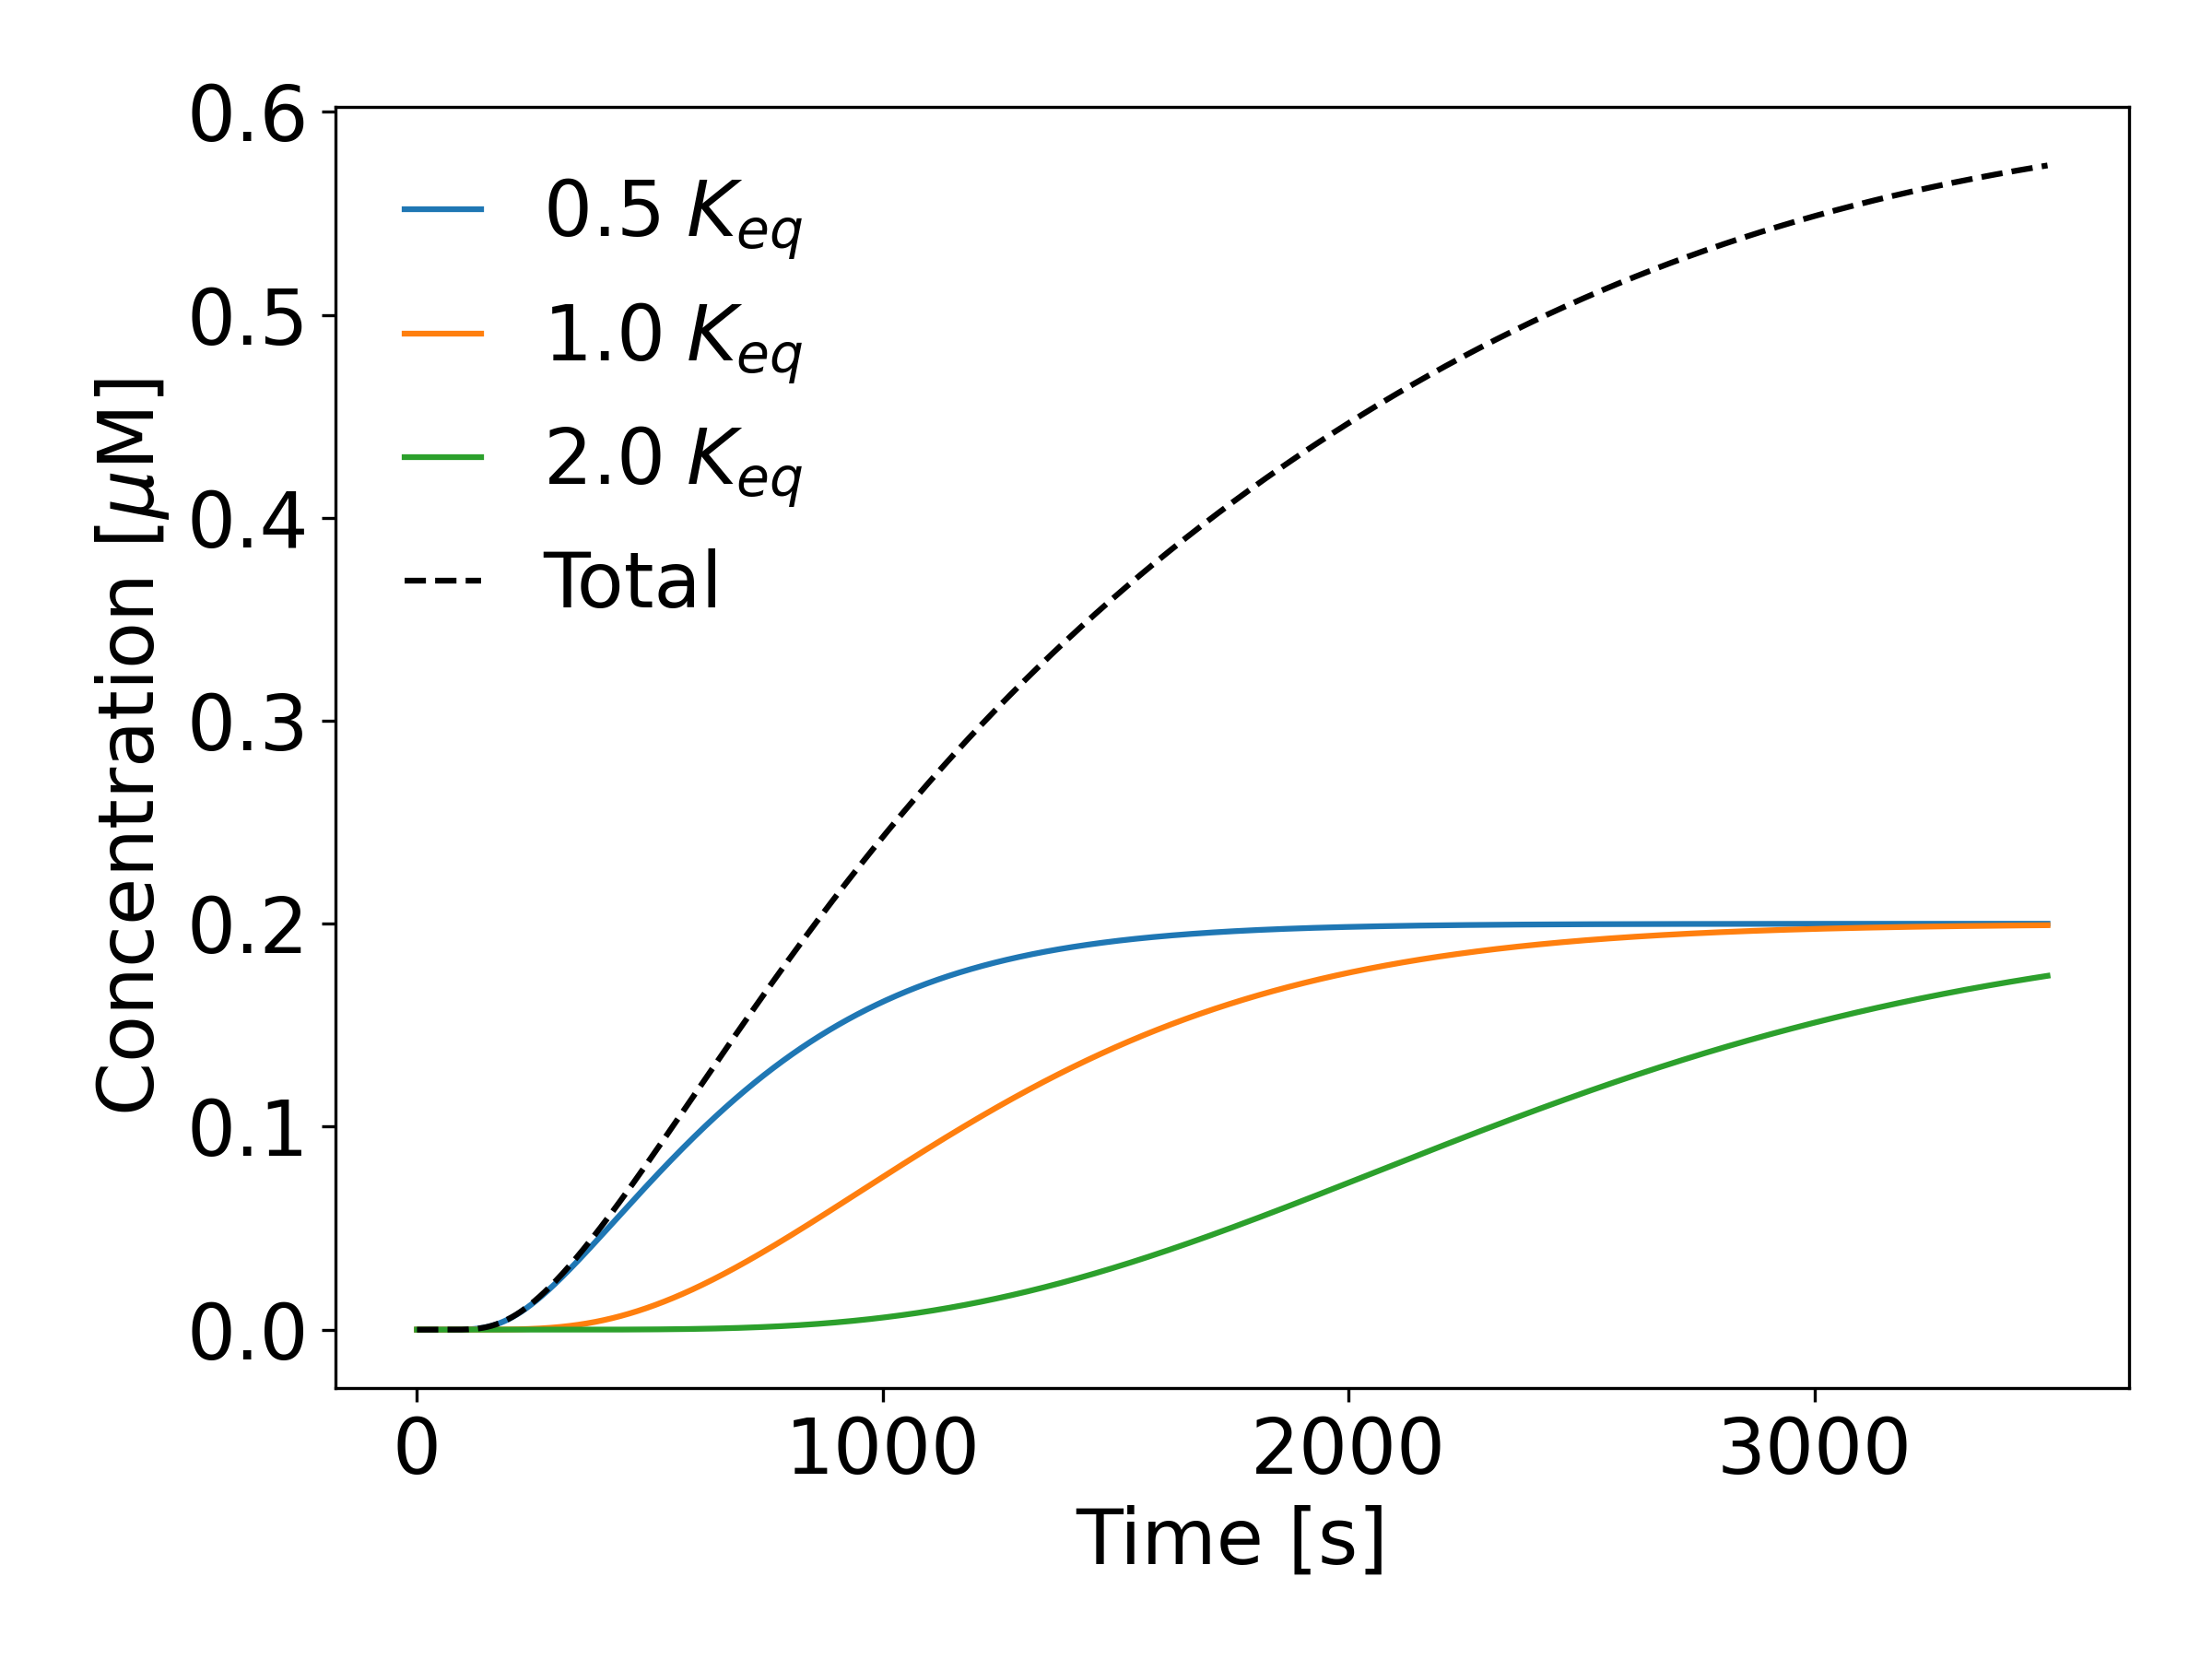 0.6
0.5
0.4
0.3
0.2
0.1
0.0
Concentration [μM]
0.5 K_eq
1.0 K_eq
2.0 K_eq
Total
0 1000 2000 3000
Time [s]